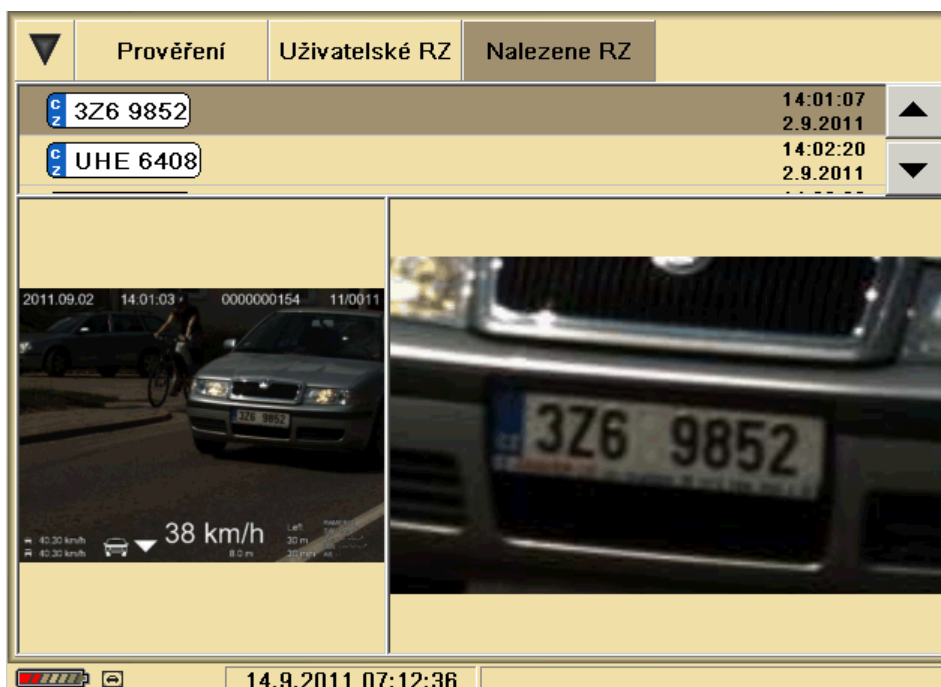 Prověření Uživatelské RZ Nalezene RZ
CZ 3Z6 9852 14:01:07
2.9.2011
CZ UHE 6408 14:02:20
2.9.2011
2011.09.02 14:01:03 0000000154 11/0011
3Z6 9852
38 km/h
40:30 km/h
40:30 km/h
8.0 m
Left
30 m
30 mm
3Z6 9852
14.9.2011 07:12:36